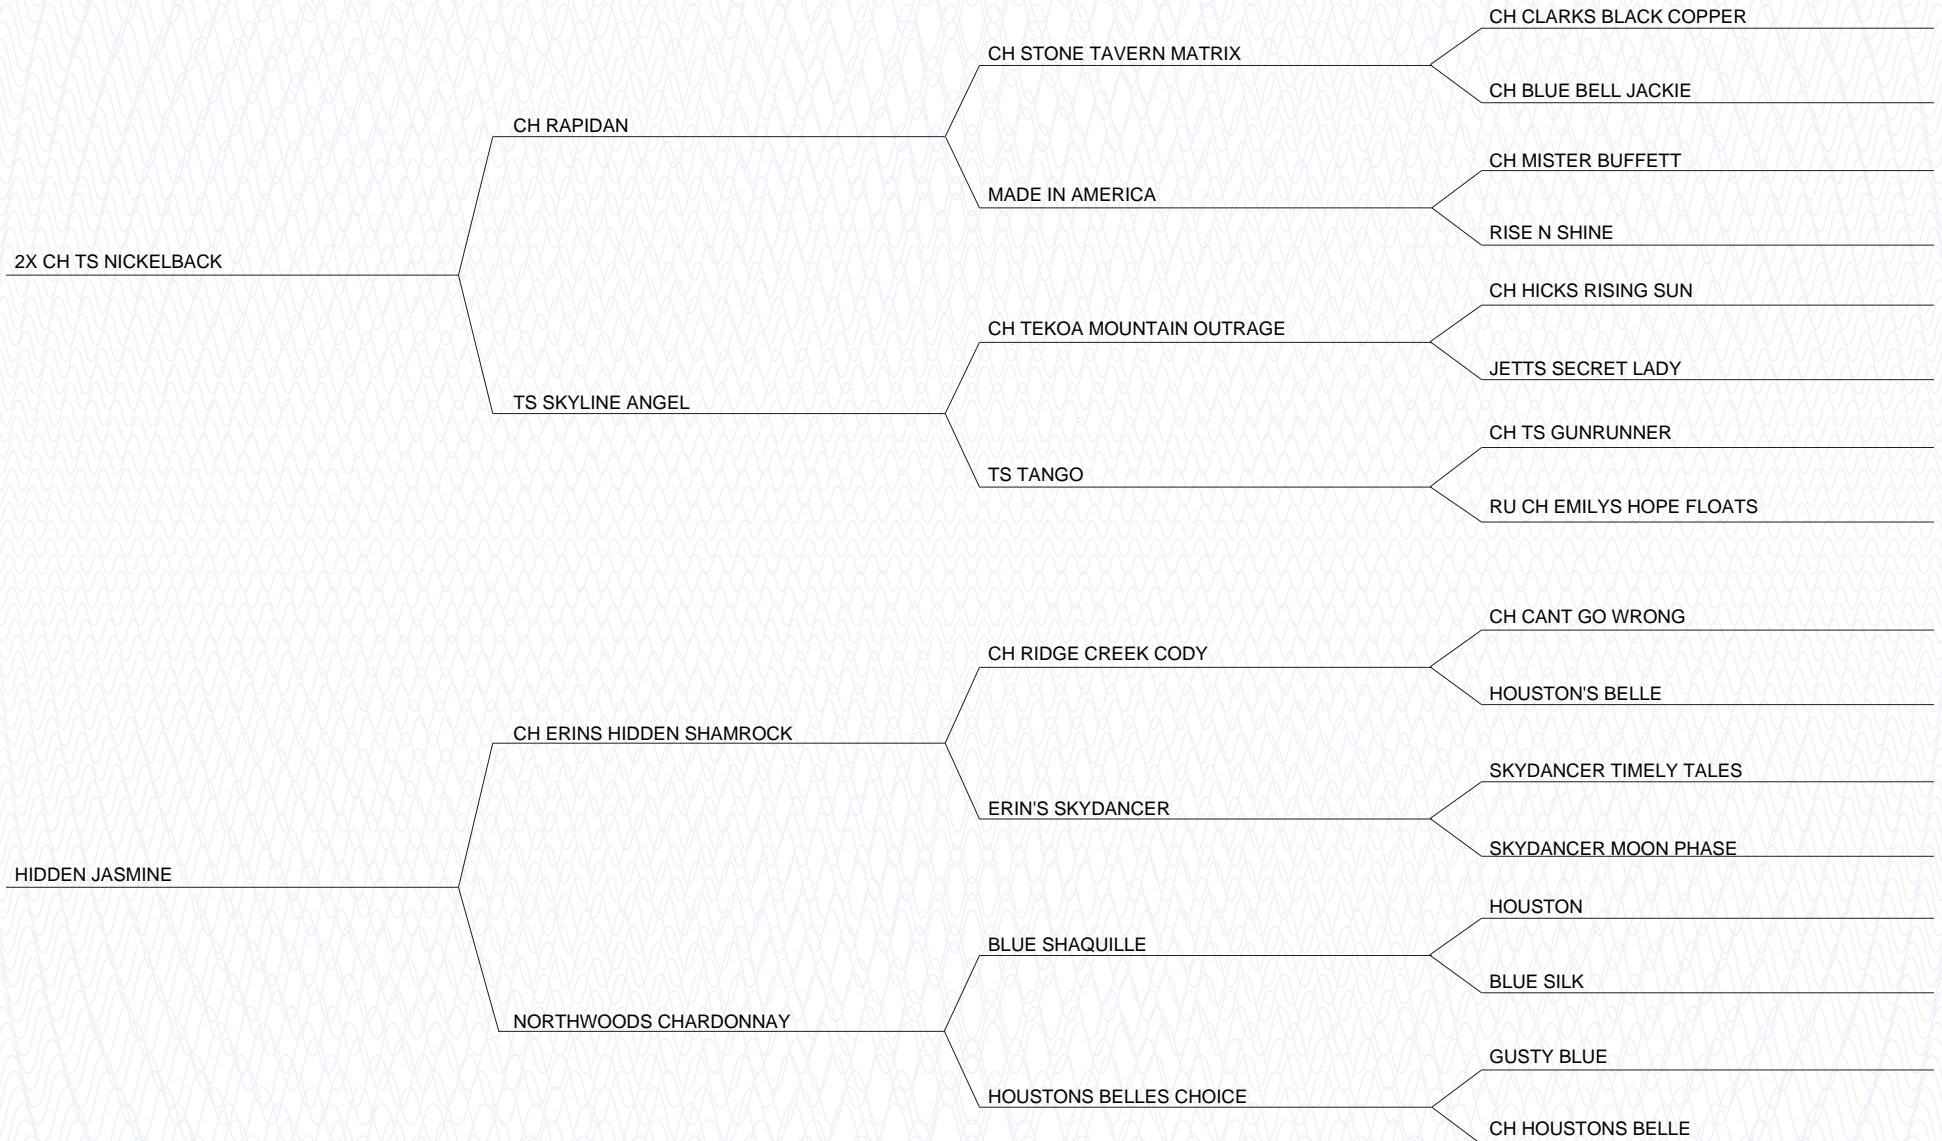 CH CLARKS BLACK COPPER
CH STONE TAVERN MATRIX
CH BLUE BELL JACKIE
CH RAPIDAN
CH MISTER BUFFETT
MADE IN AMERICA
RISE N SHINE
2X CH TS NICKELBACK
CH HICKS RISING SUN
CH TEKOA MOUNTAIN OUTRAGE
JETTS SECRET LADY
TS SKYLINE ANGEL
CH TS GUNRUNNER
TS TANGO
RU CH EMILYS HOPE FLOATS
CH CANT GO WRONG
CH RIDGE CREEK CODY
HOUSTON'S BELLE
CH ERINS HIDDEN SHAMROCK
SKYDANCER TIMELY TALES
ERIN'S SKYDANCER
SKYDANCER MOON PHASE
HIDDEN JASMINE
HOUSTON
BLUE SHAQUILLE
BLUE SILK
NORTHWOODS CHARDONNAY
GUSTY BLUE
HOUSTONS BELLES CHOICE
CH HOUSTONS BELLE